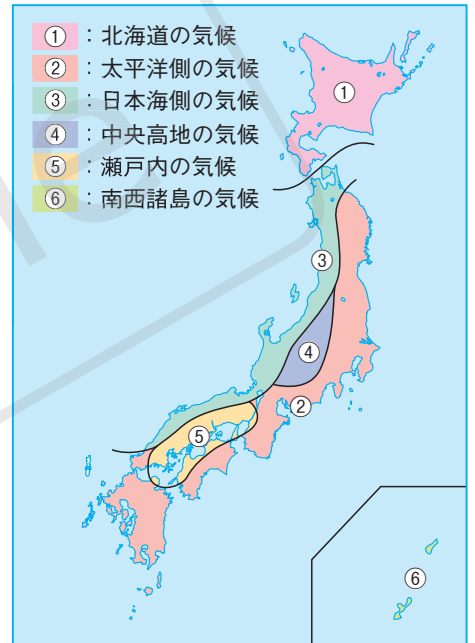 ① : 北海道の気候
② : 太平洋側の気候
③ : 日本海側の気候
④ : 中央高地の気候
⑤ : 瀬戸内の気候
⑥ : 南西諸島の気候
①
③
④
②
⑤
⑥